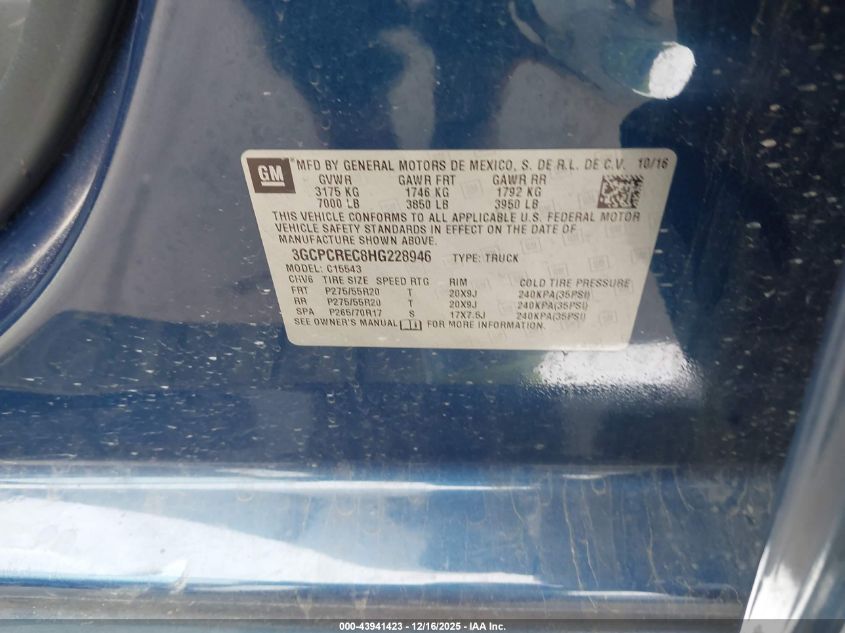 GM
MFD BY GENERAL MOTORS DE MEXICO, S. DE R.L. DE C.V. 10/16
GVWR GAWR FRT GAWR RR
3175 KG 1746 KG 1792 KG
7000 LB 3850 LB 3950 LB
THIS VEHICLE CONFORMS TO ALL APPLICABLE U.S. FEDERAL MOTOR
VEHICLE SAFETY STANDARDS IN EFFECT ON THE DATE OF
MANUFACTURE SHOWN ABOVE.
3GCPCREC8HG228946 TYPE: TRUCK
MODEL: C15543
CHV6 TIRE SIZE SPEED RTG RIM COLD TIRE PRESSURE
FRT P275/55R20 T 20X9J 240KPA(35PSI)
RR P275/55R20 T 20X9J 240KPA(35PSI)
SPA P265/70R17 S 17X7.5J 240KPA(35PSI)
SEE OWNER'S MANUAL FOR MORE INFORMATION.
000-43941423 - 12/16/2025 - IAA Inc.